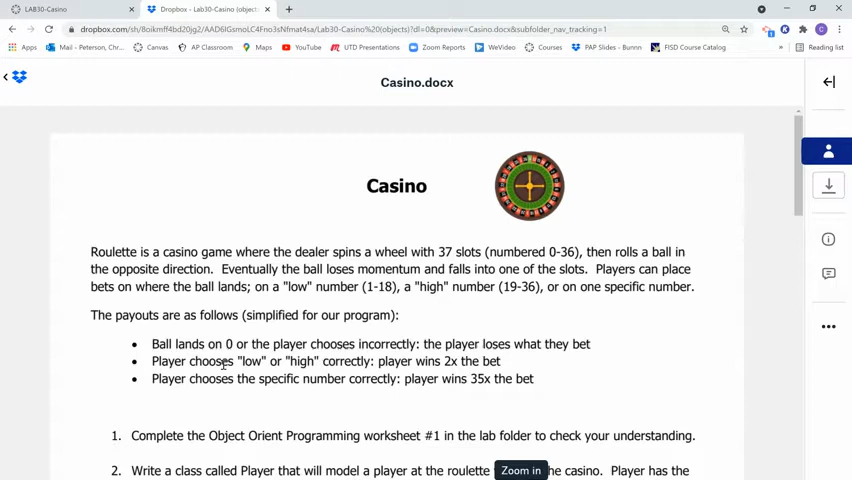 LAB30-Casino
Dropbox - Lab30-Casino (objec
dropbox.com/sh/8oikmff4bd20jg2/AAD6lGsmoLC4Fno3sNfmat4sa/Lab30-Casino%20(objects)?dl=0&preview=Casino.docx&subfolder_nav_tracking=1
Apps Mail - Peterson, Chr... Canvas AP Classroom Maps YouTube UTD Presentations Zoom Reports WeVideo Courses PAP Slides - Bunnn FISD Course Catalog Reading list
Casino.docx
Casino
Roulette is a casino game where the dealer spins a wheel with 37 slots (numbered 0-36), then rolls a ball in
the opposite direction. Eventually the ball loses momentum and falls into one of the slots. Players can place
bets on where the ball lands; on a "low" number (1-18), a "high" number (19-36), or on one specific number.
The payouts are as follows (simplified for our program):
• Ball lands on 0 or the player chooses incorrectly: the player loses what they bet
• Player chooses "low" or "high" correctly: player wins 2x the bet
• Player chooses the specific number correctly: player wins 35x the bet
1. Complete the Object Orient Programming worksheet #1 in the lab folder to check your understanding.
2. Write a class called Player that will model a player at the roulette he casino. Player has the
Zoom in